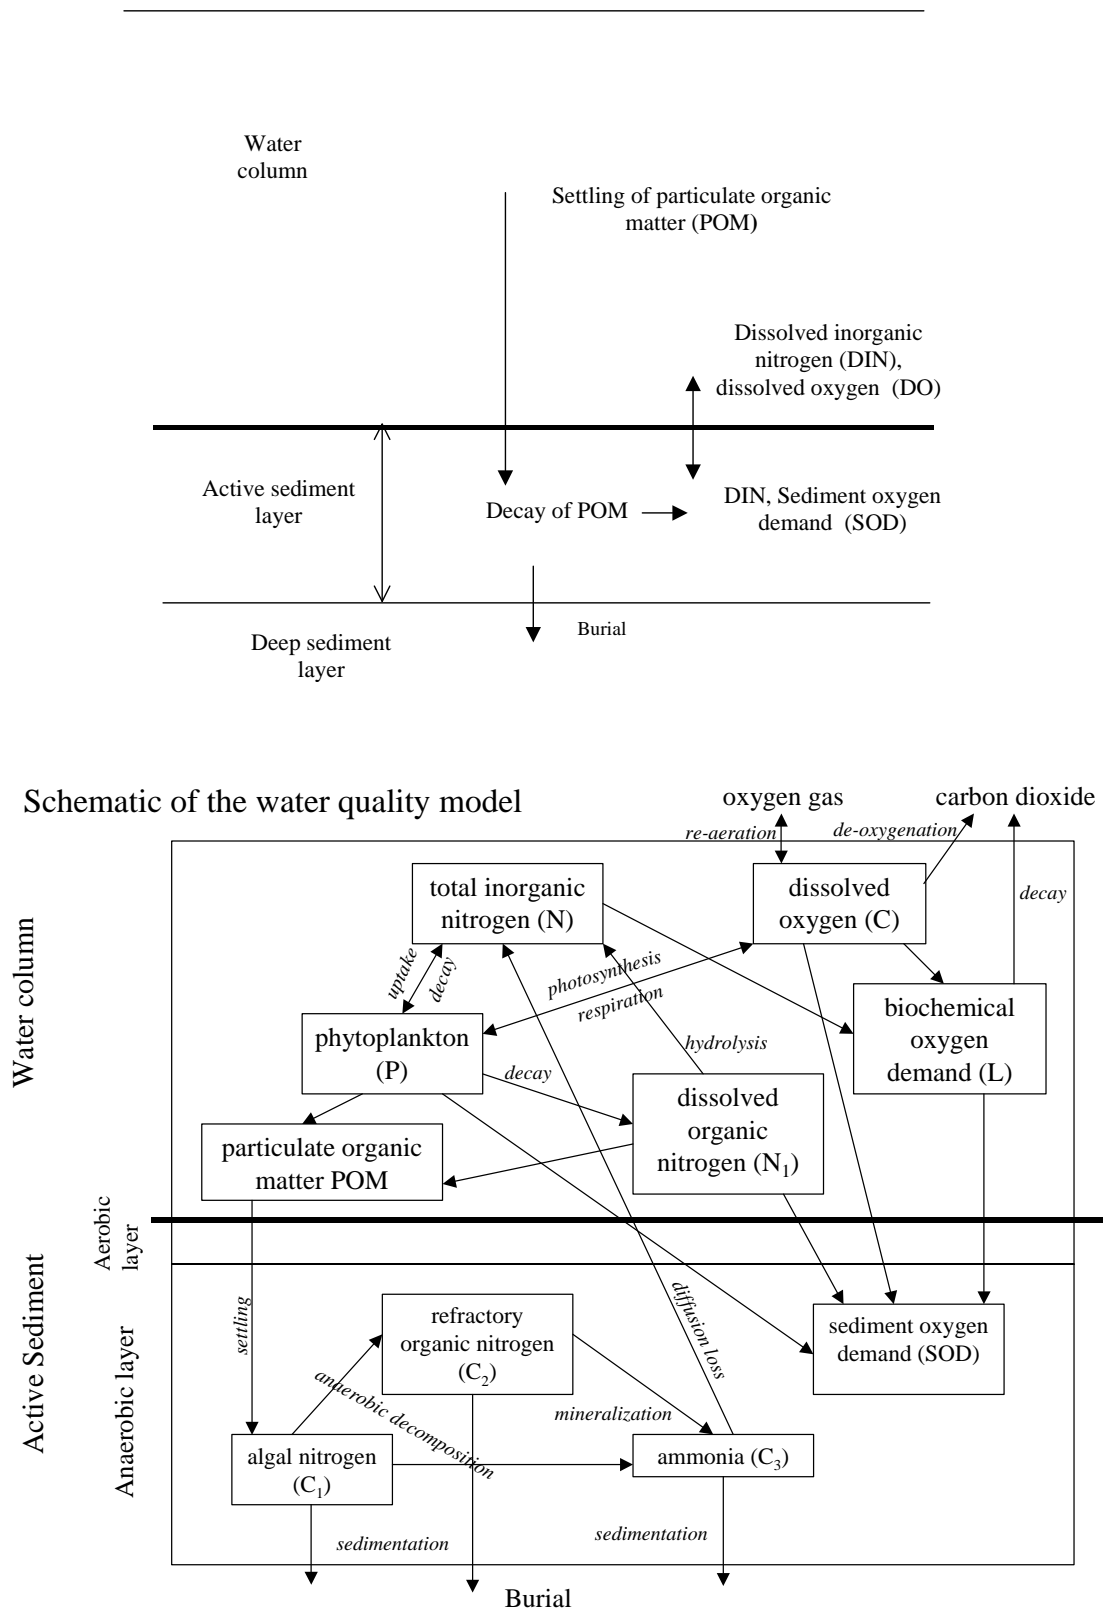 Water
column
Settling of particulate organic
matter (POM)
Dissolved inorganic
nitrogen (DIN),
dissolved oxygen (DO)
Active sediment
layer
Decay of POM
DIN, Sediment oxygen
demand (SOD)
Burial
Deep sediment
layer
Schematic of the water quality model
oxygen gas
carbon dioxide
re-aeration
de-oxygenation
total inorganic
nitrogen (N)
dissolved
oxygen (C)
decay
Water column
uptake
decay
photosynthesis
respiration
biochemical
oxygen
demand (L)
phytoplankton
(P)
hydrolysis
decay
dissolved
organic
nitrogen (N₁)
particulate organic
matter POM
Aerobic
layer
Active Sediment
Anaerobic layer
settling
refractory
organic nitrogen
(C₂)
diffusion loss
sediment oxygen
demand (SOD)
anaerobic decomposition
mineralization
algal nitrogen
(C₁)
ammonia (C₃)
sedimentation
sedimentation
Burial